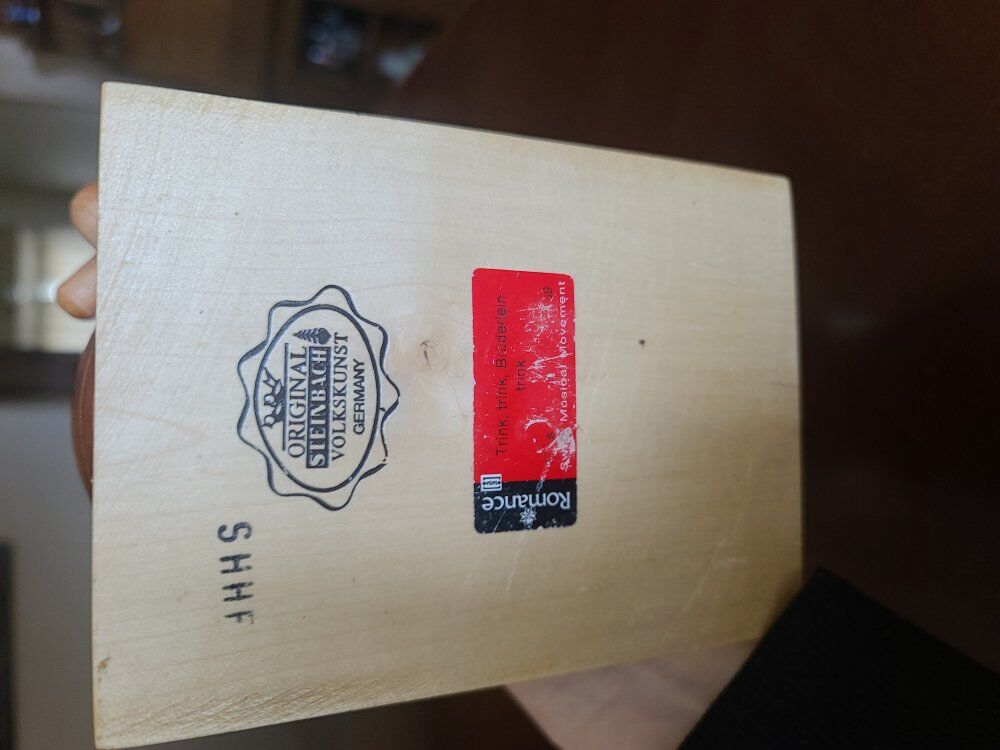 ORIGINAL
STEINBACH
VOLKSKUNST
GERMANY
SHHF
Trink, trink, Brüderlein
trink
Swiss Musical Movement
Romance